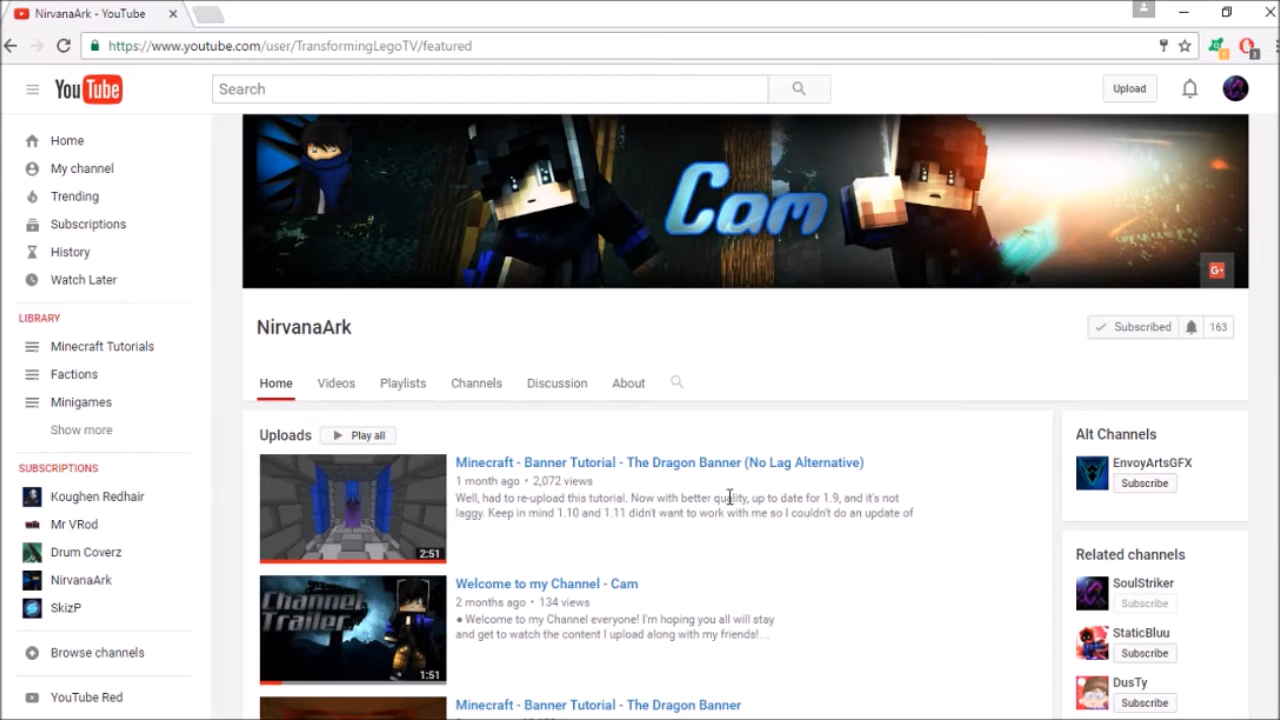 NirvanaArk - YouTube
https://www.youtube.com/user/TransformingLegoTV/featured
YouTube
Search
Upload
Home
My channel
Trending
Subscriptions
History
Watch Later
LIBRARY
Minecraft Tutorials
Factions
Minigames
Show more
SUBSCRIPTIONS
Koughen Redhair
Mr VRod
Drum Coverz
NirvanaArk
SkizP
Browse channels
YouTube Red
Cam
G+
NirvanaArk
Subscribed 163
Home Videos Playlists Channels Discussion About
Uploads Play all
Minecraft - Banner Tutorial - The Dragon Banner (No Lag Alternative)
1 month ago • 2,072 views
Well, had to re-upload this tutorial. Now with better quality, up to date for 1.9, and it's not
laggy. Keep in mind 1.10 and 1.11 didn't want to work with me so I couldn't do an update of
2:51
Welcome to my Channel - Cam
2 months ago • 134 views
• Welcome to my Channel everyone! I'm hoping you all will stay
and get to watch the content I upload along with my friends!...
Channel
Trailer
1:51
Minecraft - Banner Tutorial - The Dragon Banner
Alt Channels
EnvoyArtsGFX
Subscribe
Related channels
SoulStriker
Subscribe
StaticBluu
Subscribe
DusTy
Subscribe